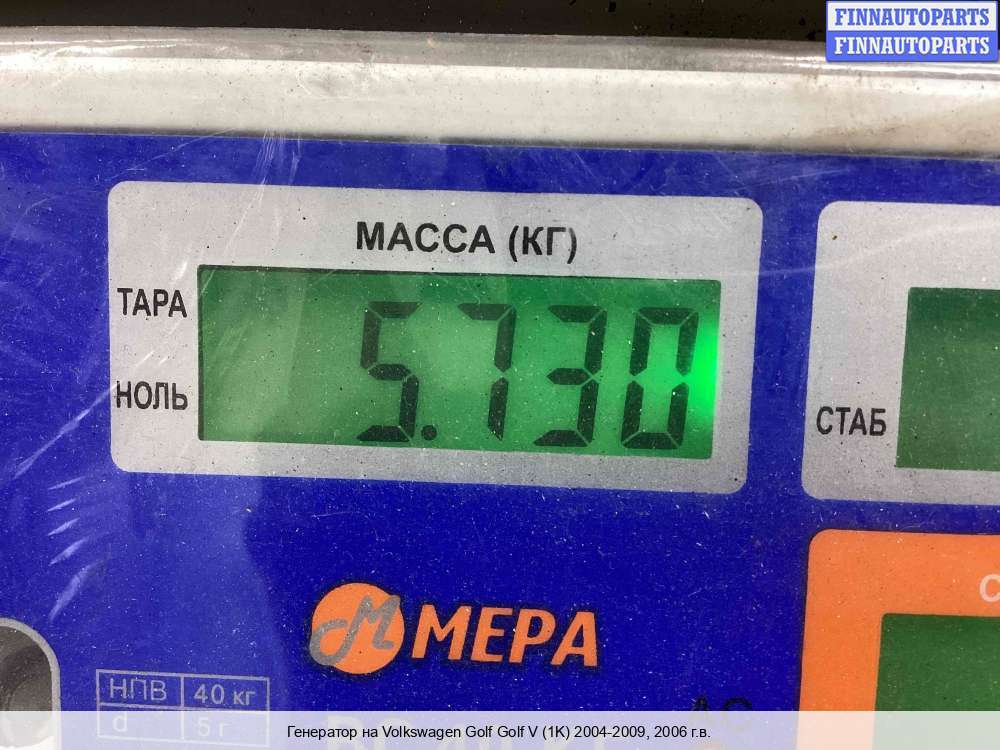 FINNAUTOPARTS
FINNAUTOPARTS
МАССА (КГ)
ТАРА
5.730
НОЛЬ
СТАБ
МЕРА
НПВ 40 кг
d 5 г
Генератор на Volkswagen Golf Golf V (1K) 2004-2009, 2006 г.в.